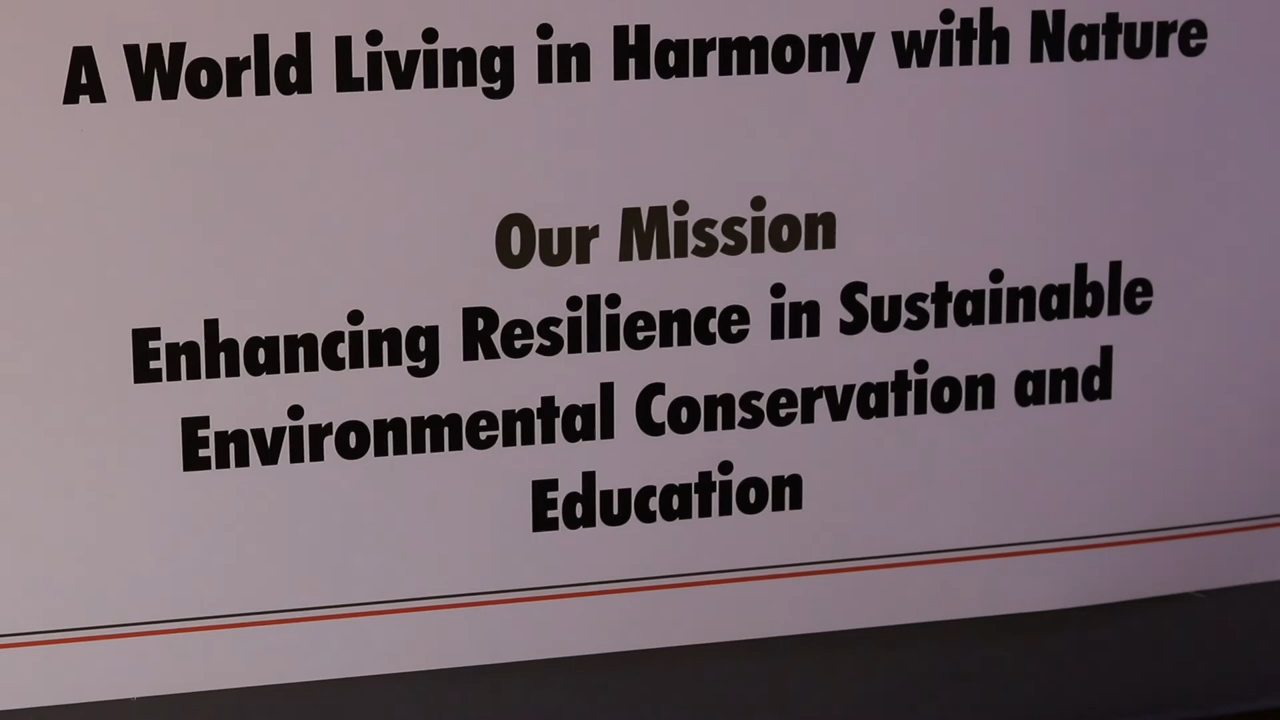 A World Living in Harmony with Nature
Our Mission
Enhancing Resilience in Sustainable
Environmental Conservation and
Education